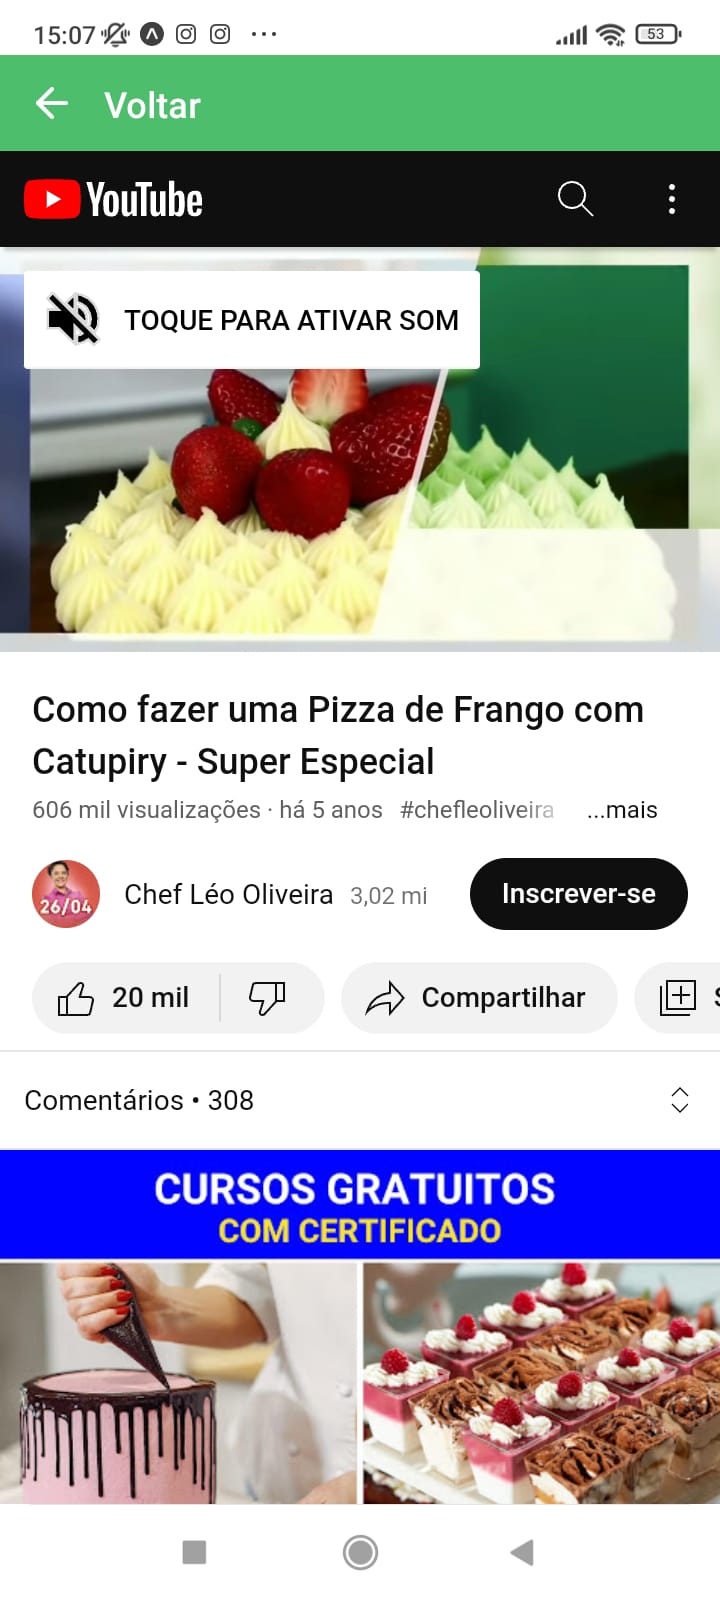 15:07
53
Voltar
YouTube
TOQUE PARA ATIVAR SOM
Como fazer uma Pizza de Frango com
Catupiry - Super Especial
606 mil visualizações · há 5 anos #chefleoliveira ...mais
26/04
Chef Léo Oliveira 3,02 mi
Inscrever-se
20 mil
Compartilhar
S
Comentários • 308
CURSOS GRATUITOS
COM CERTIFICADO